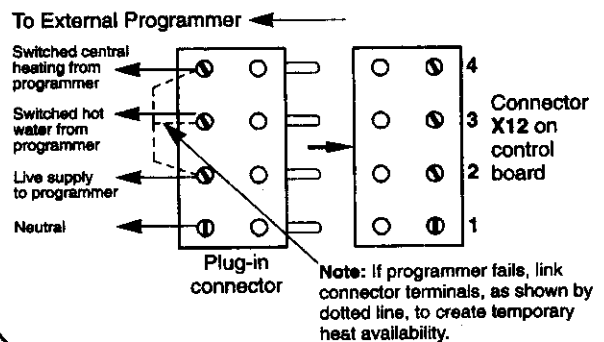 To External Programmer
Switched central
heating from
programmer
Switched hot
water from
programmer
Live supply
to programmer
Neutral
Plug-in
connector
4
3
2
1
Connector
X12 on
control
board
Note: If programmer fails, link
connector terminals, as shown by
dotted line, to create temporary
heat availability.